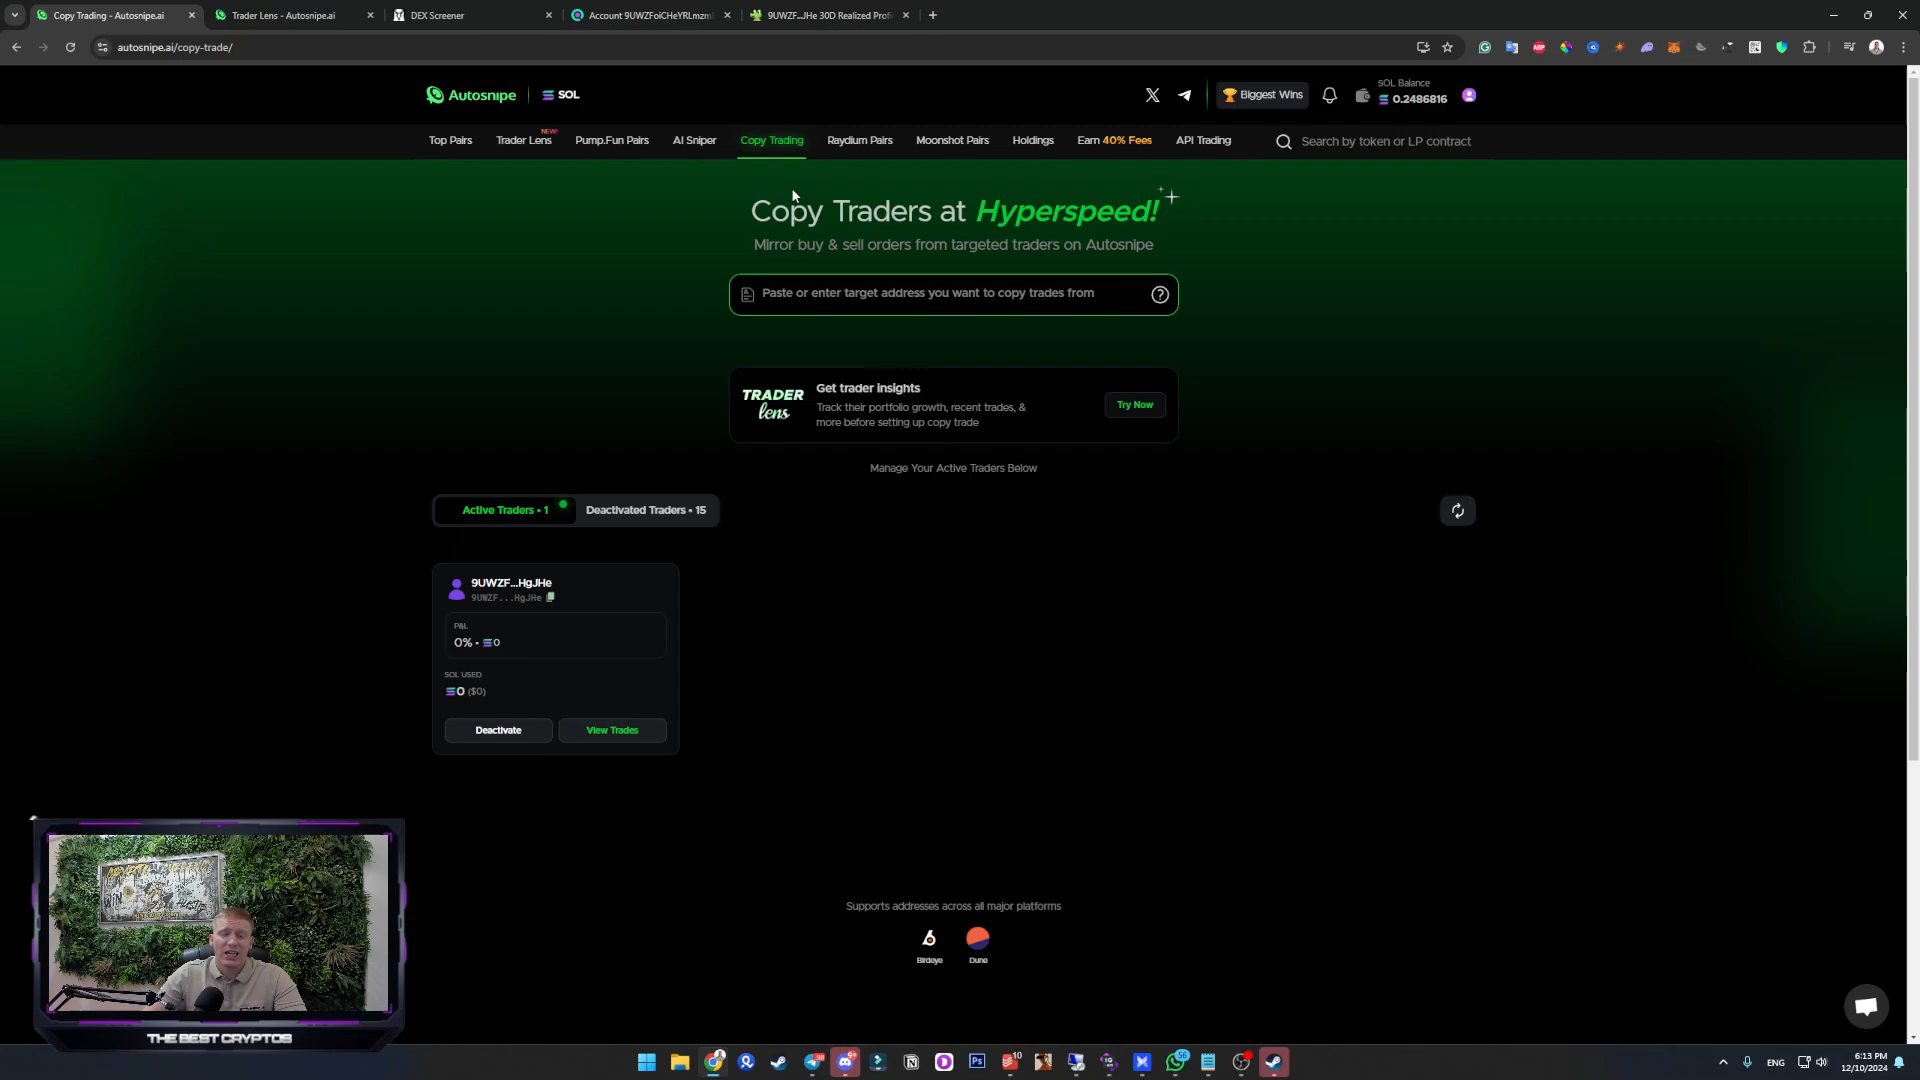 Copy Trading - Autosnipe.ai
Trader Lens - Autosnipe.ai
DEX Screener
Account 9UWZFoiCHeYRLmzm
9UWZF...JHe 30D Realized Profi
autosnipe.ai/copy-trade/
Autosnipe
SOL
Biggest Wins
SOL Balance
0.2486816
Top Pairs
Trader Lens
NEW!
Pump.Fun Pairs
AI Sniper
Copy Trading
Raydium Pairs
Moonshot Pairs
Holdings
Earn 40% Fees
API Trading
Search by token or LP contract
Copy Traders at Hyperspeed!
Mirror buy & sell orders from targeted traders on Autosnipe
Paste or enter target address you want to copy trades from
TRADER
lens
Get trader insights
Track their portfolio growth, recent trades, &
more before setting up copy trade
Try Now
Manage Your Active Traders Below
Active Traders • 1
Deactivated Traders • 15
9UWZF...HgJHe
9UWZF...HgJHe
P&L
0% • 0
SOL USED
0 ($0)
Deactivate
View Trades
Supports addresses across all major platforms
Birdeye
Dune
WIN
THE BEST CRYPTOS
98
9+
10
56
ENG
6:13 PM
12/10/2024